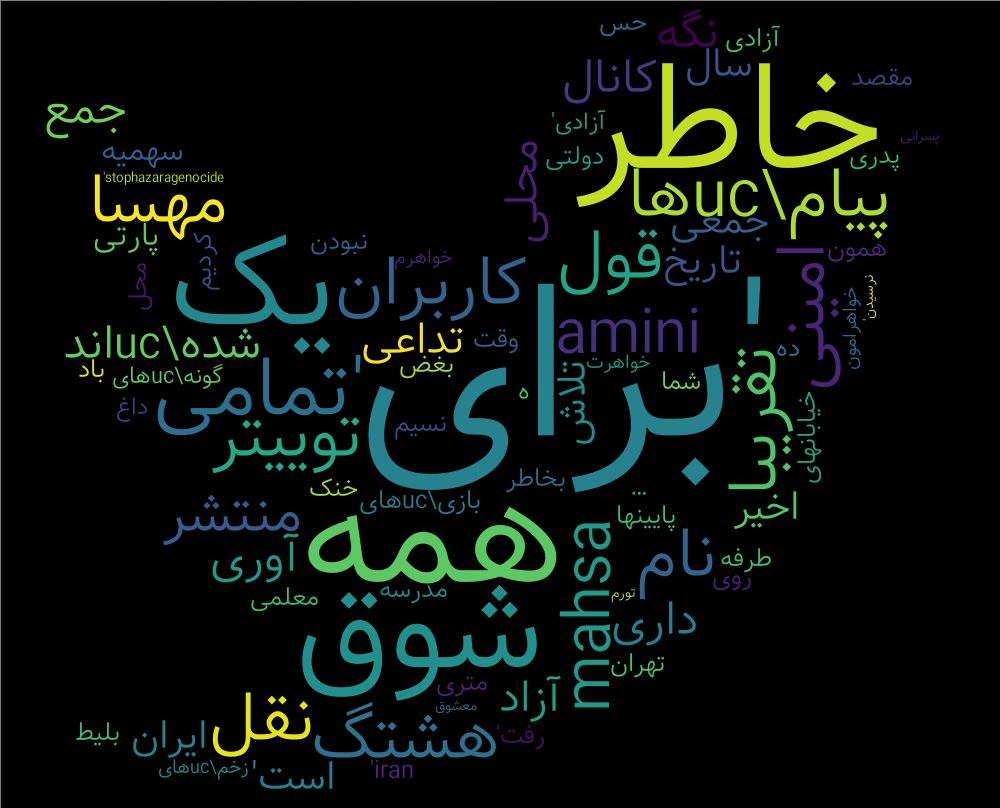 حس
نگه
آزادی
کانال
سال
مقصد
خاطر
جمع
آزادی'
پسرانی
سهمیه
دولتی
پدری
'stophazaragenocide
محلی
مهسا
پیام\ucها
جمعی
پارتی
کردیم
نبودن
قول
تاریخ
امینی
همون
خواهرم
محل
یک
کاربران
نرسیدن
خواهرامون
شده\ucاند
تداعی
وقت
amini
'برای
ده
باد
گونه\ucهای
بغض
خواهرت
شما
تقریبا
'تمامی
ه
تلاش
داغ
نسیم
خیابانهای
توییتر
بخاطر
خنک
بازی\ucهای
...
پایینها
اخیر
منتشر
همه
mahsa
نام
طرفه
آوری
روی
معلمی
مدرسه
تورم
شوق
داری
تهران
متری
آزاد
معشوق
نقل
هشتگ
رفت'
بلیط
ایران
زخم\ucهای
است'
'iran